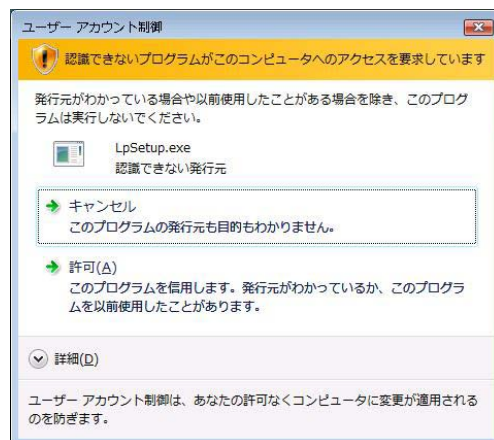 ユーザー アカウント制御
認識できないプログラムがこのコンピュータへのアクセスを要求しています
発行元がわかっている場合や以前使用したことがある場合を除き、このプログ
ラムは実行しないでください。
LpSetup.exe
認識できない発行元
キャンセル
このプログラムの発行元も目的もわかりません。
許可(A)
このプログラムを信用します。発行元がわかっているか、このプログラ
ムを以前使用したことがあります。
詳細(D)
ユーザー アカウント制御は、あなたの許可なくコンピュータに変更が適用される
のを防ぎます。